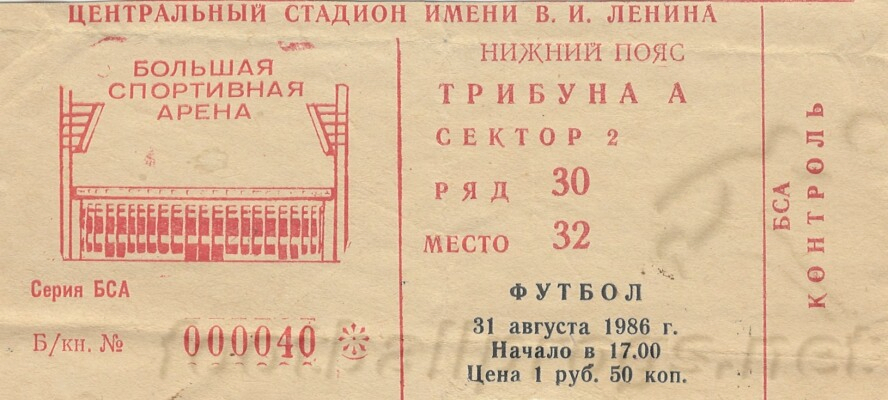 ЦЕНТРАЛЬНЫЙ СТАДИОН ИМЕНИ В. И. ЛЕНИНА
БОЛЬШАЯ
СПОРТИВНАЯ
АРЕНА
Серия БСА
Б/кн. № 000040
НИЖНИЙ ПОЯС
ТРИБУНА А
СЕКТОР 2
РЯД 30
МЕСТО 32
ФУТБОЛ
31 августа 1986 г.
Начало в 17.00
Цена 1 руб. 50 коп.
БСА
КОНТРОЛЬ